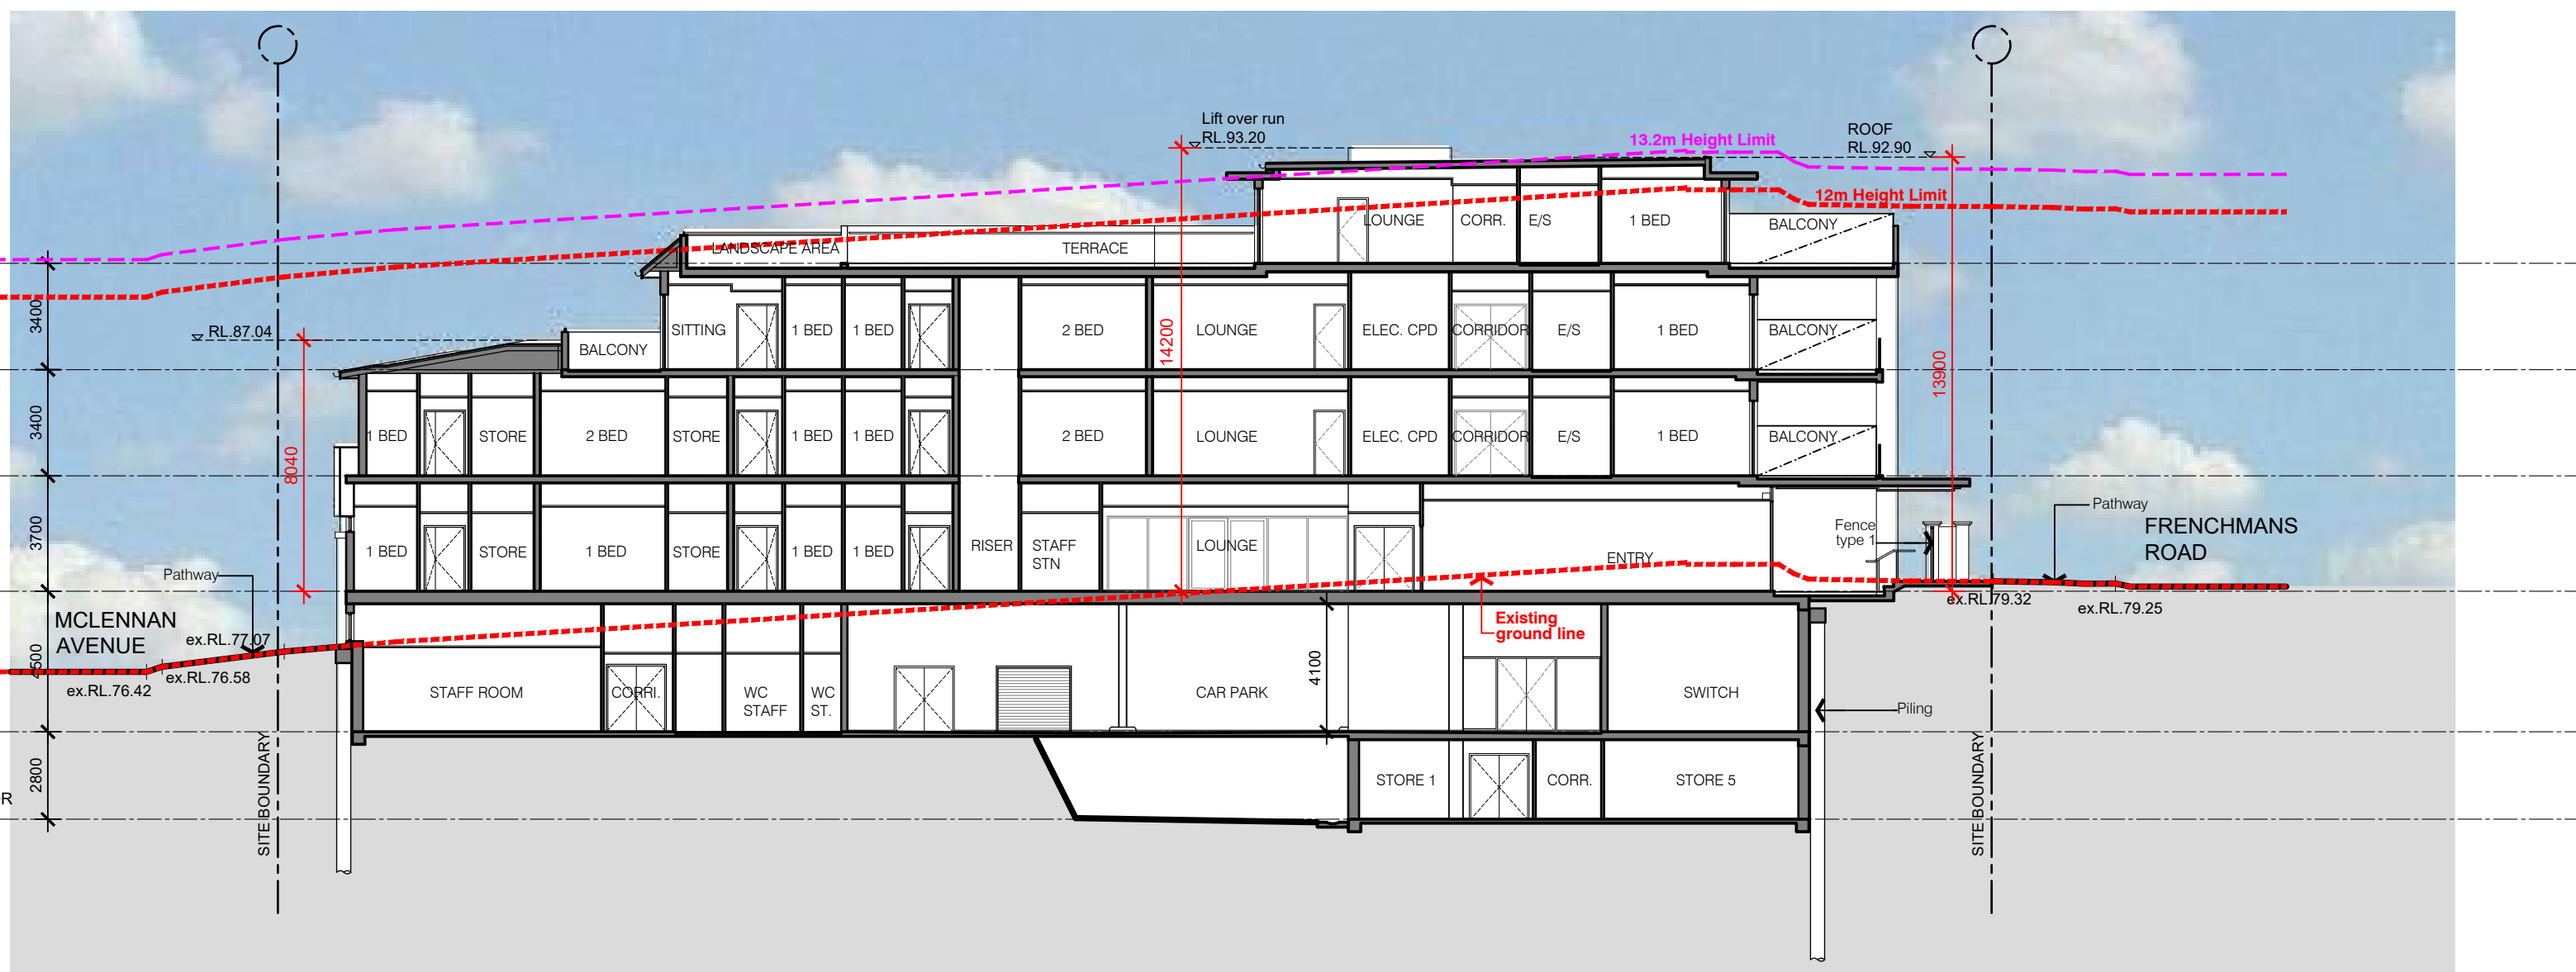 Lift over run
RL.93.20
13.2m Height Limit
ROOF
RL.92.90
12m Height Limit
LANDSCAPE AREA
TERRACE
LOUNGE
CORR.
E/S
1 BED
BALCONY
3400
RL.87.04
BALCONY
SITTING
1 BED
1 BED
2 BED
14200
LOUNGE
ELEC. CPD
CORRIDOR
E/S
1 BED
BALCONY
13900
3400
8040
1 BED
STORE
2 BED
STORE
1 BED
1 BED
2 BED
LOUNGE
ELEC. CPD
CORRIDOR
E/S
1 BED
BALCONY
3700
1 BED
STORE
1 BED
STORE
1 BED
1 BED
RISER
STAFF
STN
LOUNGE
ENTRY
Fence
type 1
Pathway
FRENCHMANS
ROAD
Pathway
MCLENNAN
AVENUE
ex.RL.77.07
ex.RL.76.58
ex.RL.76.42
Existing
ground line
ex.RL.79.32
ex.RL.79.25
STAFF ROOM
CORRI.
WC
STAFF
WC
ST.
CAR PARK
4100
SWITCH
Piling
2800
SITE BOUNDARY
STORE 1
CORR.
STORE 5
SITE BOUNDARY